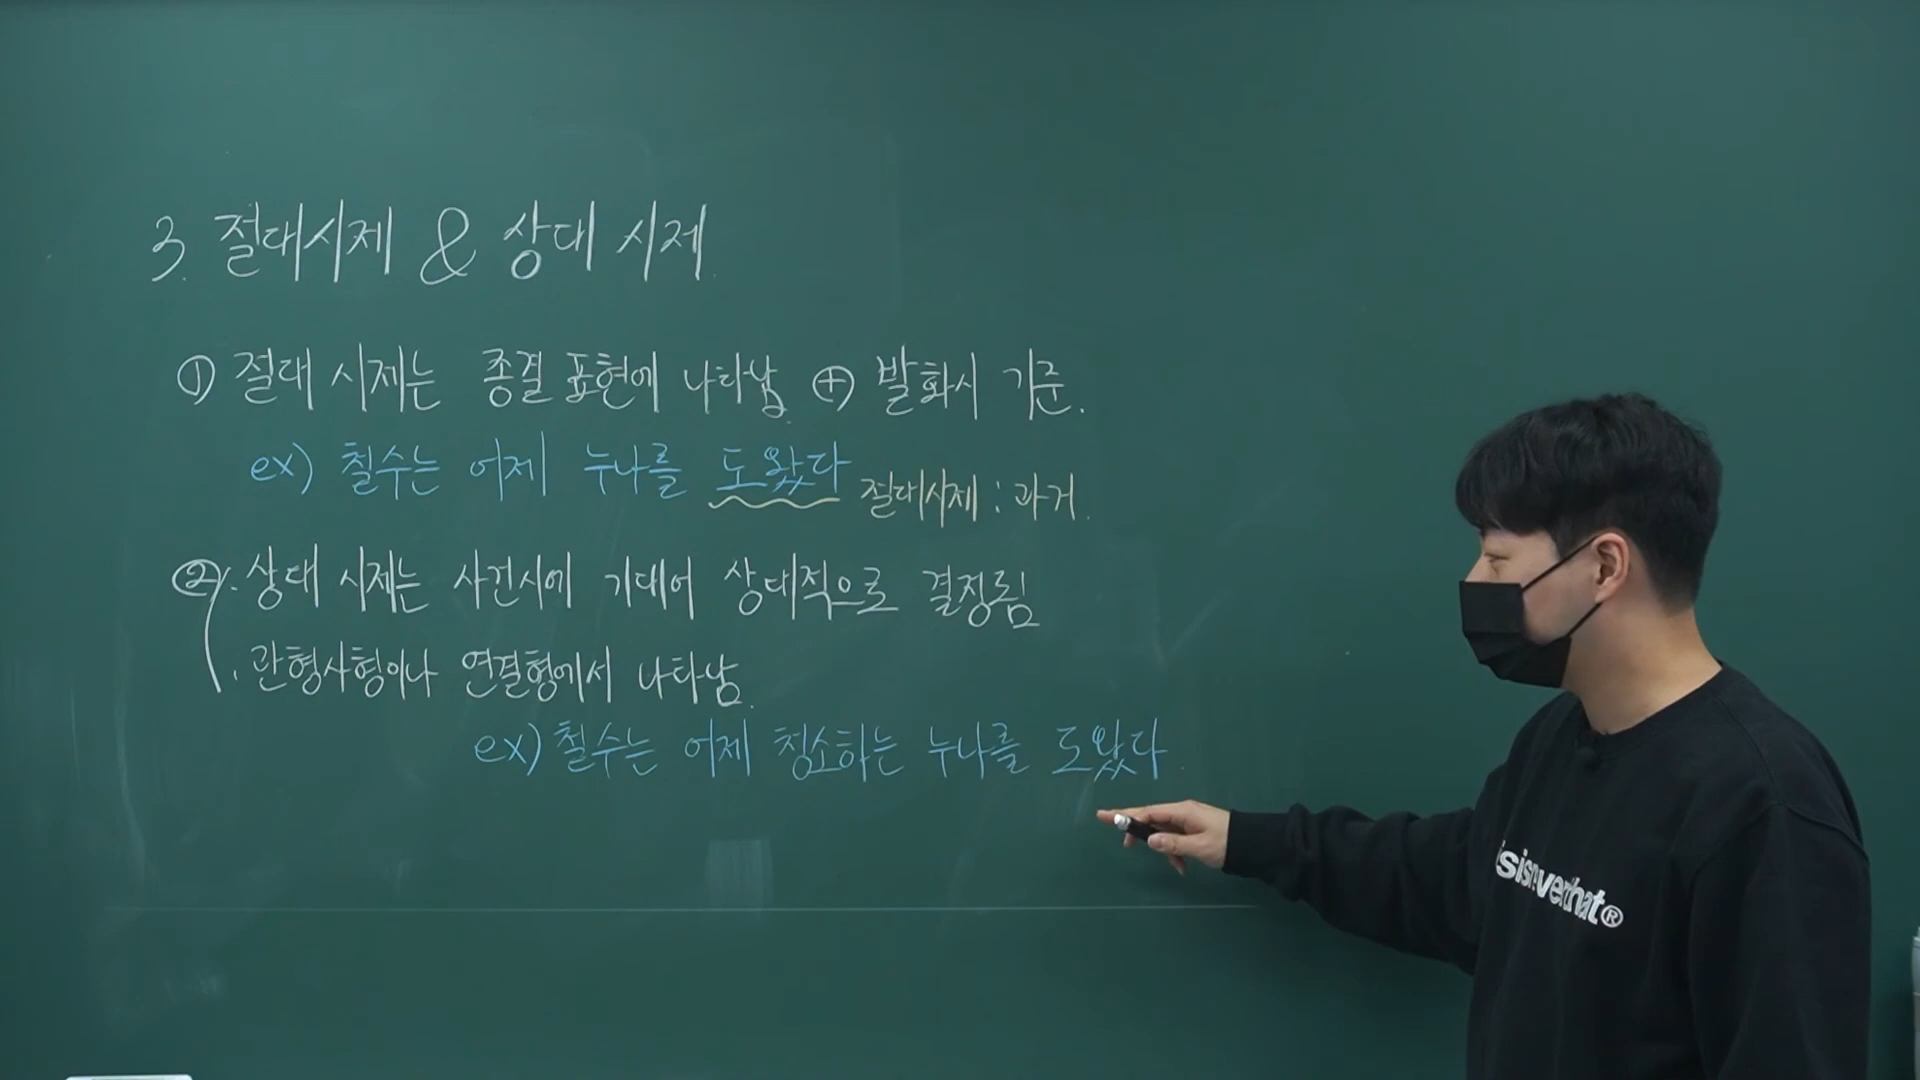 3. 절대시제 & 상대 시제.
① 절대 시제는 종결 표현에 나타남. ⊕ 발화시 기준.
ex) 철수는 어제 누나를 도왔다 절대시제 : 과거.
②. 상대 시제는 사건시에 기대어 상대적으로 결정됨
. 관형사형이나 연결형에서 나타남.
ex) 철수는 어제 청소하는 누나를 도왔다.
isisneverthat®